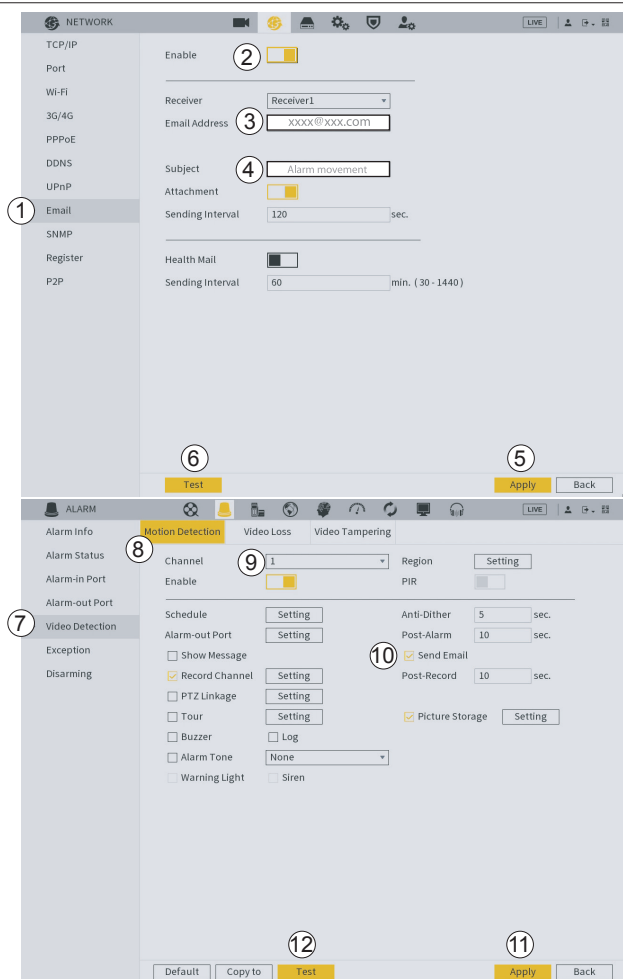 NETWORK LIVE
TCP/IP
Port
Wi-Fi
3G/4G
PPPoE
DDNS
UPnP
1 Email
SNMP
Register
P2P
Enable 2
Receiver Receiver1
Email Address 3 xxxx@xxx.com
Subject 4 Alarm movement
Attachment
Sending Interval 120 sec.
Health Mail
Sending Interval 60 min. ( 30 - 1440 )
6 5
Test Apply Back
ALARM LIVE
Alarm Info
Alarm Status
Alarm-in Port
Alarm-out Port
7 Video Detection
Exception
Disarming
8 Motion Detection Video Loss Video Tampering
Channel 9 1 Region Setting
Enable PIR
Schedule Setting Anti-Dither 5 sec.
Alarm-out Port Setting Post-Alarm 10 sec.
Show Message 10 Send Email
Record Channel Setting Post-Record 10 sec.
PTZ Linkage Setting
Tour Setting Picture Storage Setting
Buzzer Log
Alarm Tone None
Warning Light Siren
12 11
Default Copy to Test Apply Back